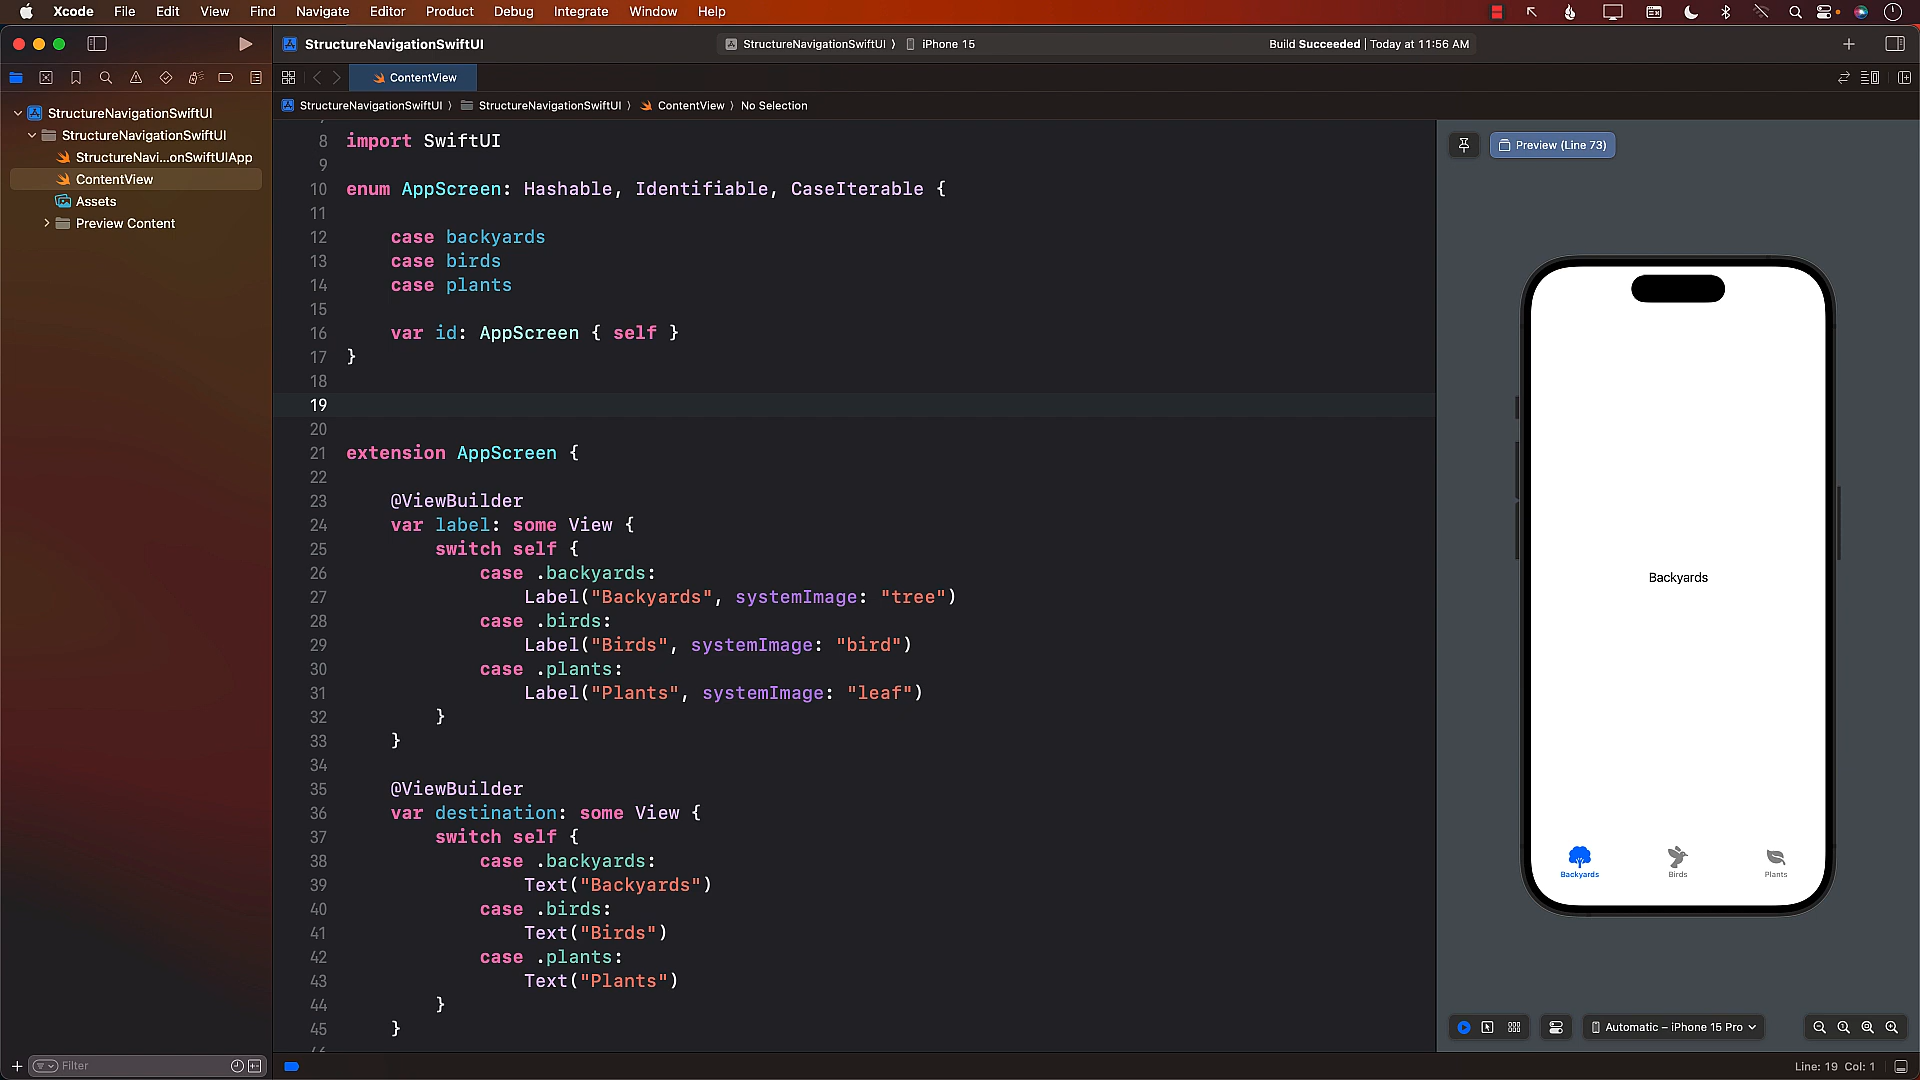 Xcode File Edit View Find Navigate Editor Product Debug Integrate Window Help
StructureNavigationSwiftUI
StructureNavigationSwiftUI ⟩ iPhone 15
Build Succeeded | Today at 11:56 AM
ContentView
StructureNavigationSwiftUI ⟩ StructureNavigationSwiftUI ⟩ ContentView ⟩ No Selection
StructureNavigationSwiftUI
StructureNavigationSwiftUI
StructureNavi...onSwiftUIApp
ContentView
Assets
Preview Content
Filter
8 import SwiftUI
9
10 enum AppScreen: Hashable, Identifiable, CaseIterable {
11
12 case backyards
13 case birds
14 case plants
15
16 var id: AppScreen { self }
17 }
18
19
20
21 extension AppScreen {
22
23 @ViewBuilder
24 var label: some View {
25 switch self {
26 case .backyards:
27 Label("Backyards", systemImage: "tree")
28 case .birds:
29 Label("Birds", systemImage: "bird")
30 case .plants:
31 Label("Plants", systemImage: "leaf")
32 }
33 }
34
35 @ViewBuilder
36 var destination: some View {
37 switch self {
38 case .backyards:
39 Text("Backyards")
40 case .birds:
41 Text("Birds")
42 case .plants:
43 Text("Plants")
44 }
45 }
Preview (Line 73)
Backyards
Backyards Birds Plants
Automatic – iPhone 15 Pro
Line: 19 Col: 1